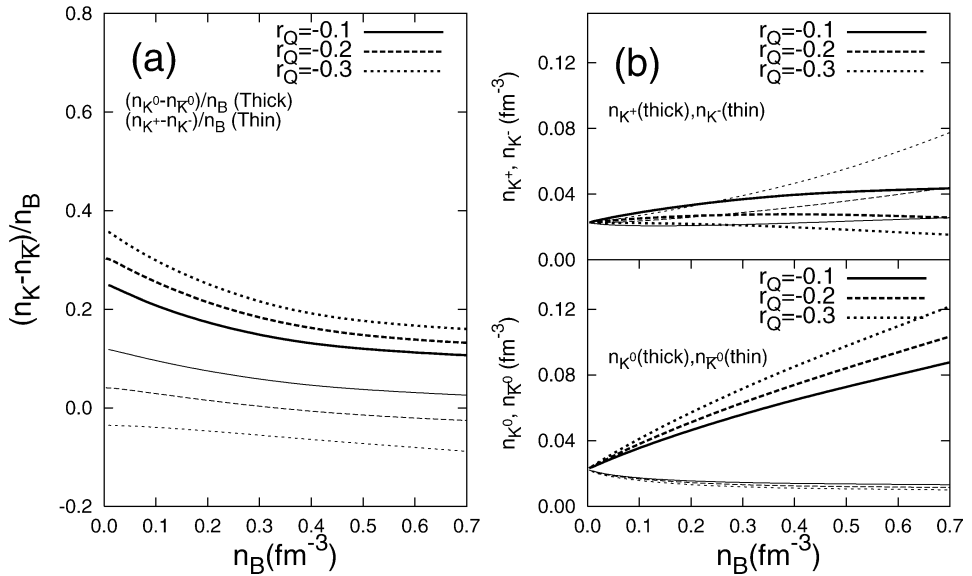 (a)
r_Q=-0.1
r_Q=-0.2
r_Q=-0.3
(n_K⁰-n_K̅⁰)/n_B (Thick)
(n_K⁺-n_K⁻)/n_B (Thin)
(n_K-n_K̅)/n_B
0.8
0.6
0.4
0.2
0.0
-0.2
0.0 0.1 0.2 0.3 0.4 0.5 0.6 0.7
n_B(fm⁻³)
(b)
r_Q=-0.1
r_Q=-0.2
r_Q=-0.3
n_K⁺(thick),n_K⁻(thin)
n_K⁺, n_K⁻ (fm⁻³)
0.12
0.08
0.04
0.00
r_Q=-0.1
r_Q=-0.2
r_Q=-0.3
n_K⁰(thick),n_K̅⁰(thin)
n_K⁰, n_K̅⁰ (fm⁻³)
0.12
0.08
0.04
0.00
0.0 0.1 0.2 0.3 0.4 0.5 0.6 0.7
n_B(fm⁻³)